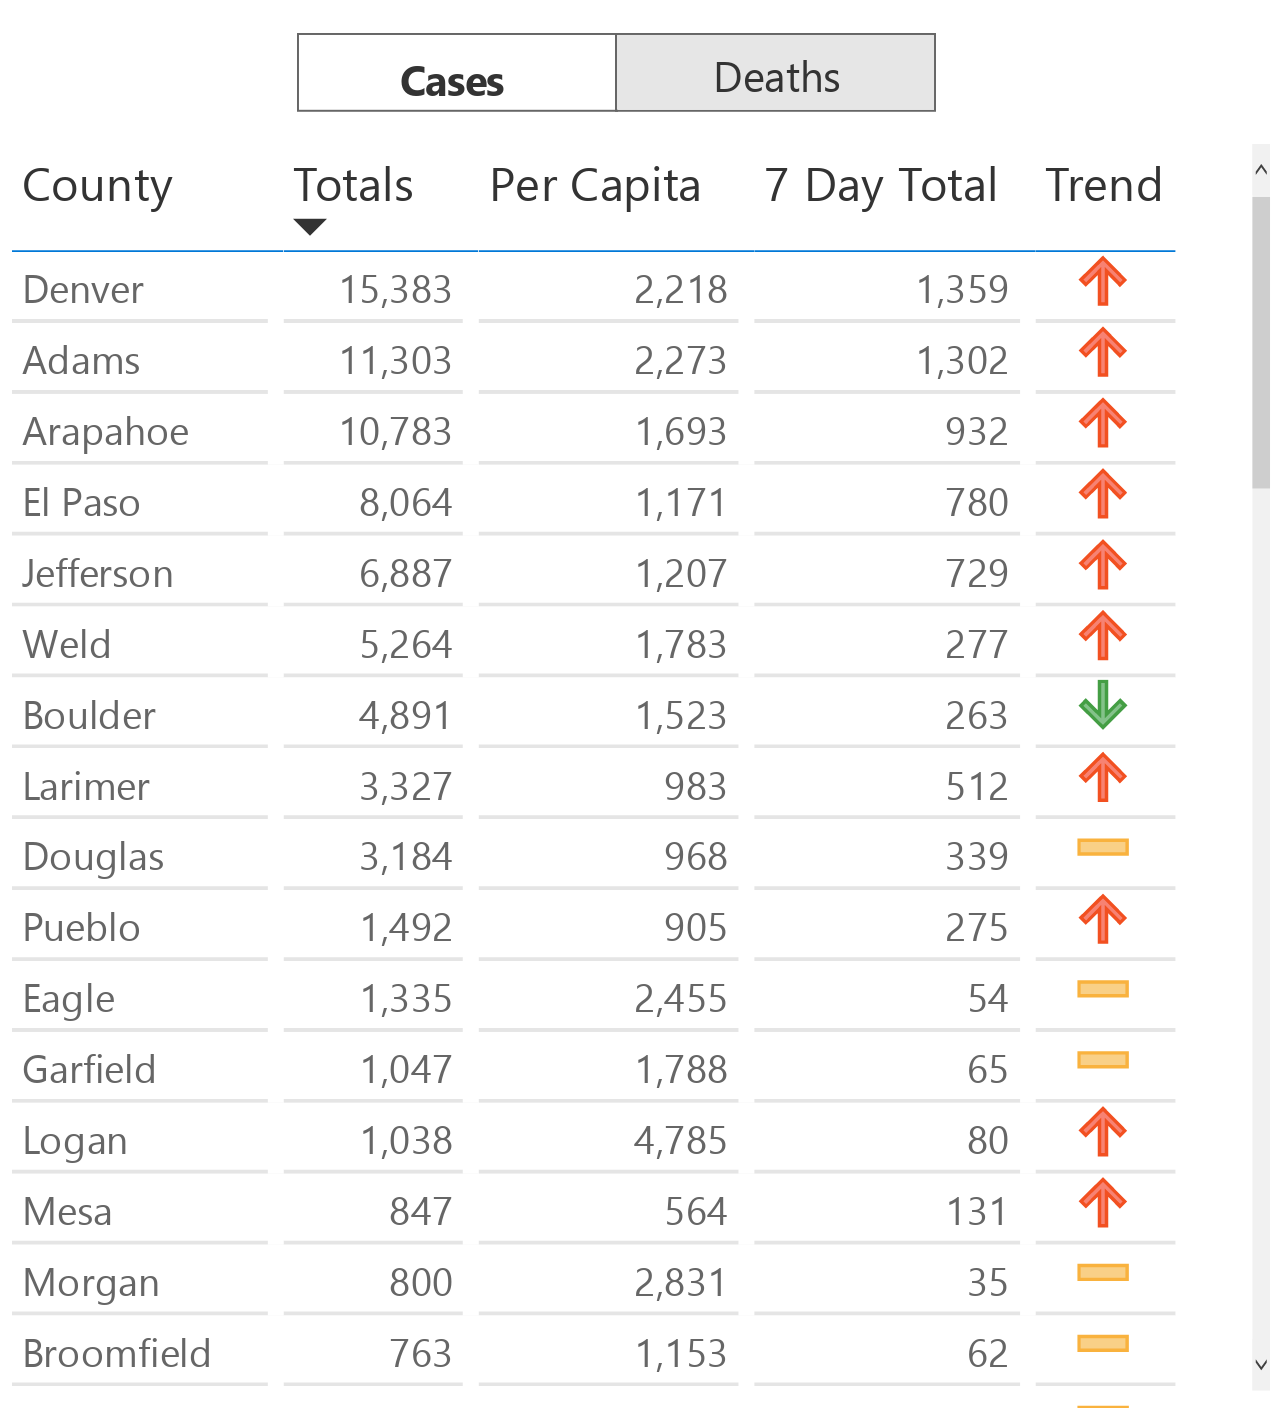 Cases Deaths
County Totals Per Capita 7 Day Total Trend
Denver 15,383 2,218 1,359
Adams 11,303 2,273 1,302
Arapahoe 10,783 1,693 932
El Paso 8,064 1,171 780
Jefferson 6,887 1,207 729
Weld 5,264 1,783 277
Boulder 4,891 1,523 263
Larimer 3,327 983 512
Douglas 3,184 968 339
Pueblo 1,492 905 275
Eagle 1,335 2,455 54
Garfield 1,047 1,788 65
Logan 1,038 4,785 80
Mesa 847 564 131
Morgan 800 2,831 35
Broomfield 763 1,153 62